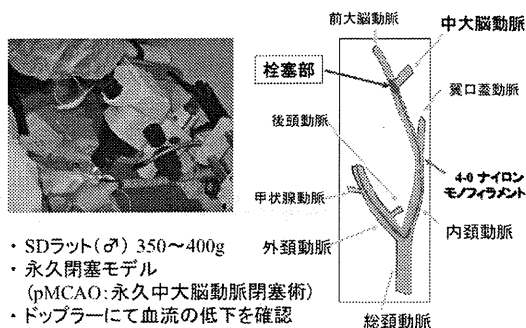 前大脳動脈
中大脳動脈
栓塞部
翼口蓋動脈
後頭動脈
4-0 ナイロン
モノフィラメント
甲状腺動脈
内頚動脈
外頚動脈
総頚動脈
・SDラット(♂) 350〜400g
・永久閉塞モデル
(pMCAO:永久中大脳動脈閉塞術)
・ドップラーにて血流の低下を確認